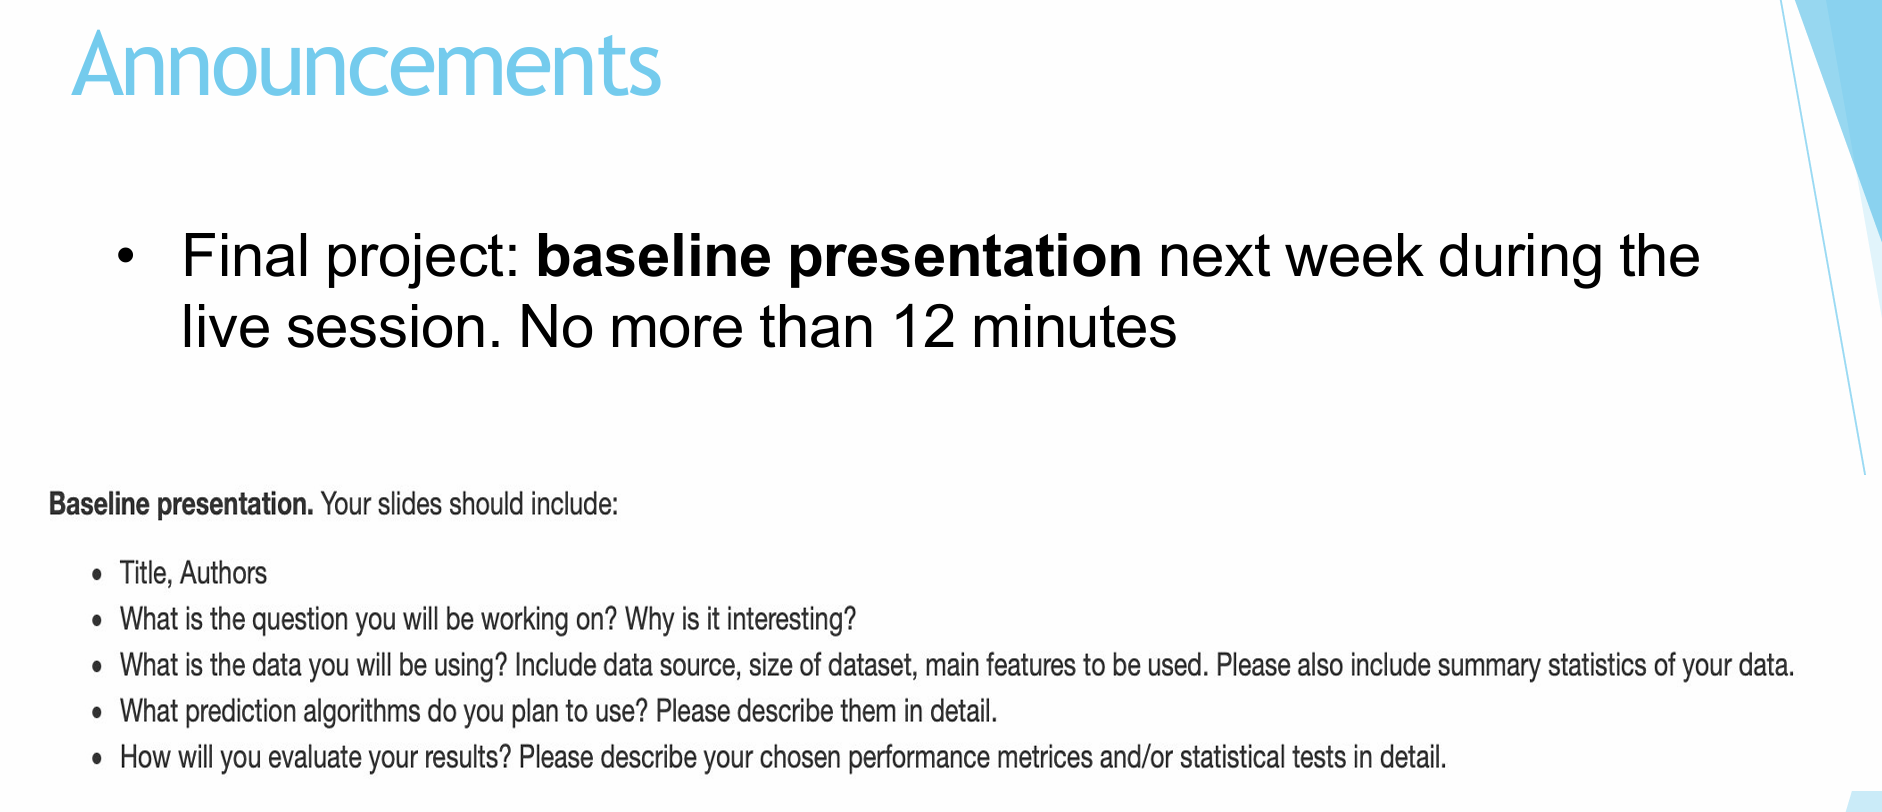 Announcements
• Final project: baseline presentation next week during the
live session. No more than 12 minutes
Baseline presentation. Your slides should include:
• Title, Authors
• What is the question you will be working on? Why is it interesting?
• What is the data you will be using? Include data source, size of dataset, main features to be used. Please also include summary statistics of your data.
• What prediction algorithms do you plan to use? Please describe them in detail.
• How will you evaluate your results? Please describe your chosen performance metrices and/or statistical tests in detail.